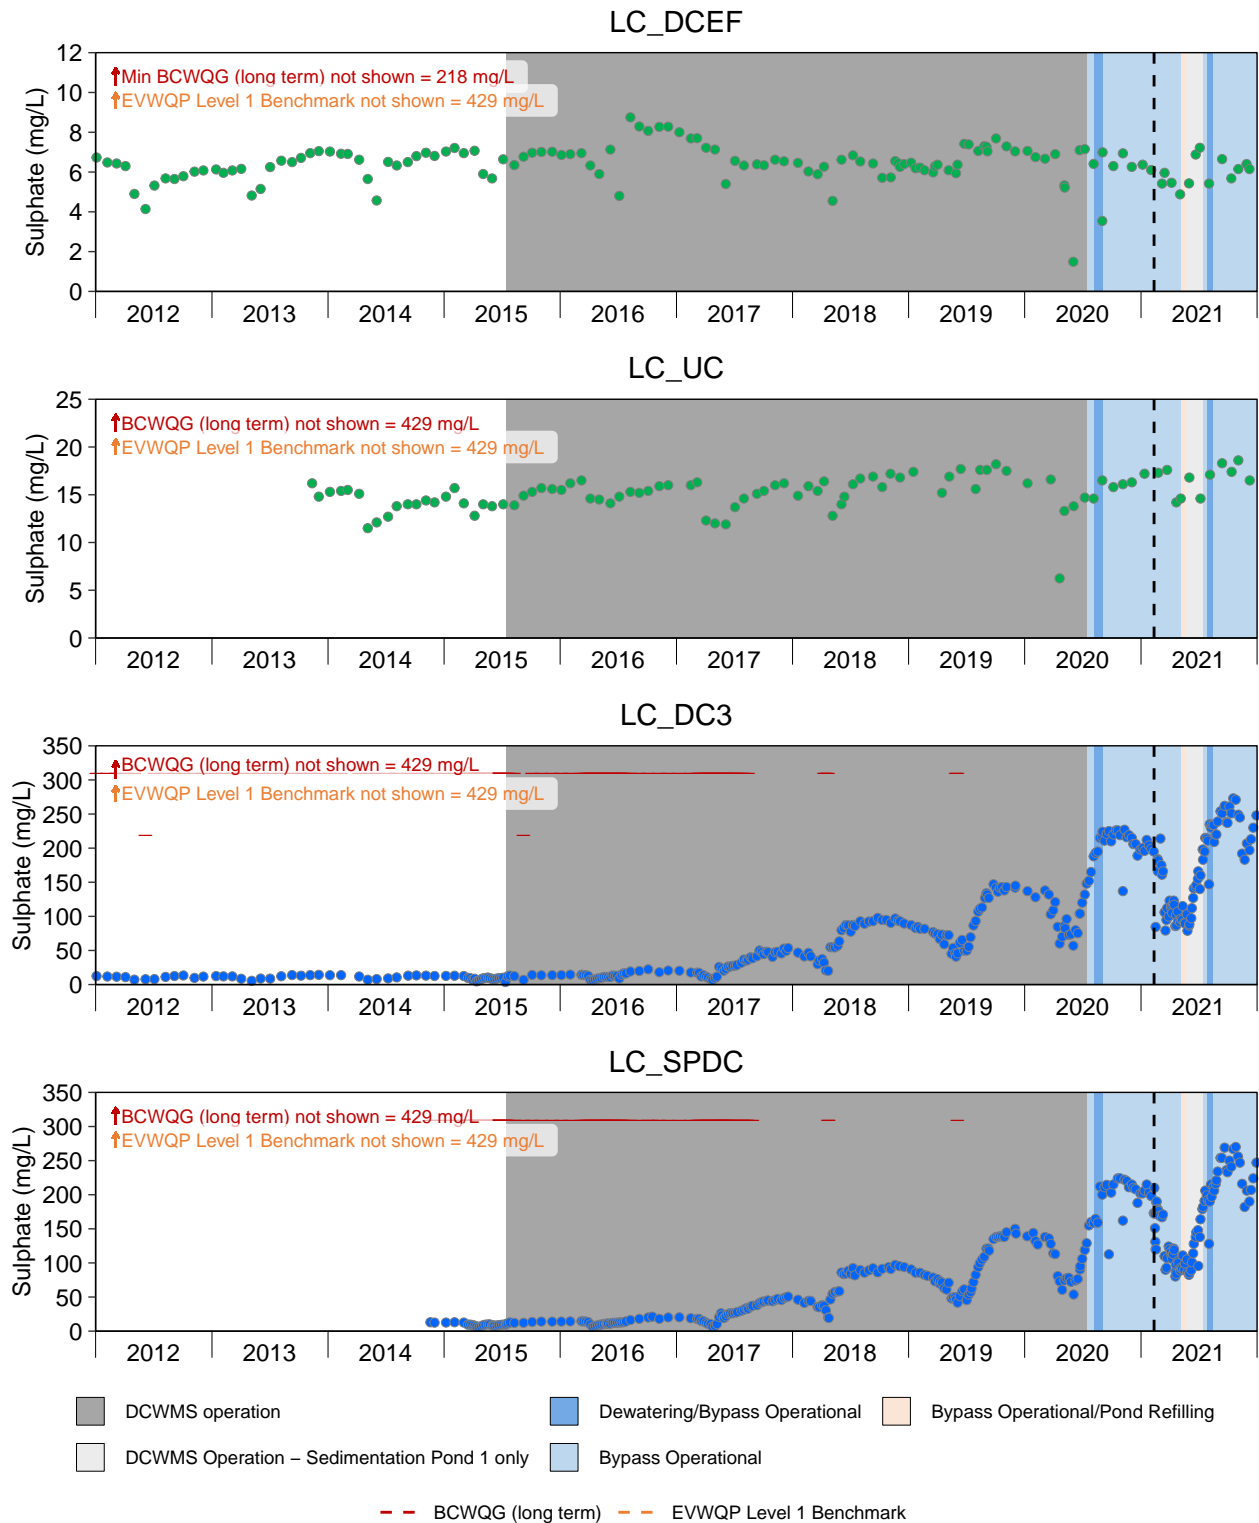 LC_DCEF
Sulphate (mg/L)
12
10
8
6
4
2
0
Min BCWQG (long term) not shown = 218 mg/L
EVWQP Level 1 Benchmark not shown = 429 mg/L
2012 2013 2014 2015 2016 2017 2018 2019 2020 2021
LC_UC
Sulphate (mg/L)
25
20
15
10
5
0
BCWQG (long term) not shown = 429 mg/L
EVWQP Level 1 Benchmark not shown = 429 mg/L
2012 2013 2014 2015 2016 2017 2018 2019 2020 2021
LC_DC3
Sulphate (mg/L)
350
300
250
200
150
100
50
0
BCWQG (long term) not shown = 429 mg/L
EVWQP Level 1 Benchmark not shown = 429 mg/L
2012 2013 2014 2015 2016 2017 2018 2019 2020 2021
LC_SPDC
Sulphate (mg/L)
350
300
250
200
150
100
50
0
BCWQG (long term) not shown = 429 mg/L
EVWQP Level 1 Benchmark not shown = 429 mg/L
2012 2013 2014 2015 2016 2017 2018 2019 2020 2021
DCWMS operation
Dewatering/Bypass Operational
Bypass Operational/Pond Refilling
DCWMS Operation − Sedimentation Pond 1 only
Bypass Operational
BCWQG (long term)
EVWQP Level 1 Benchmark